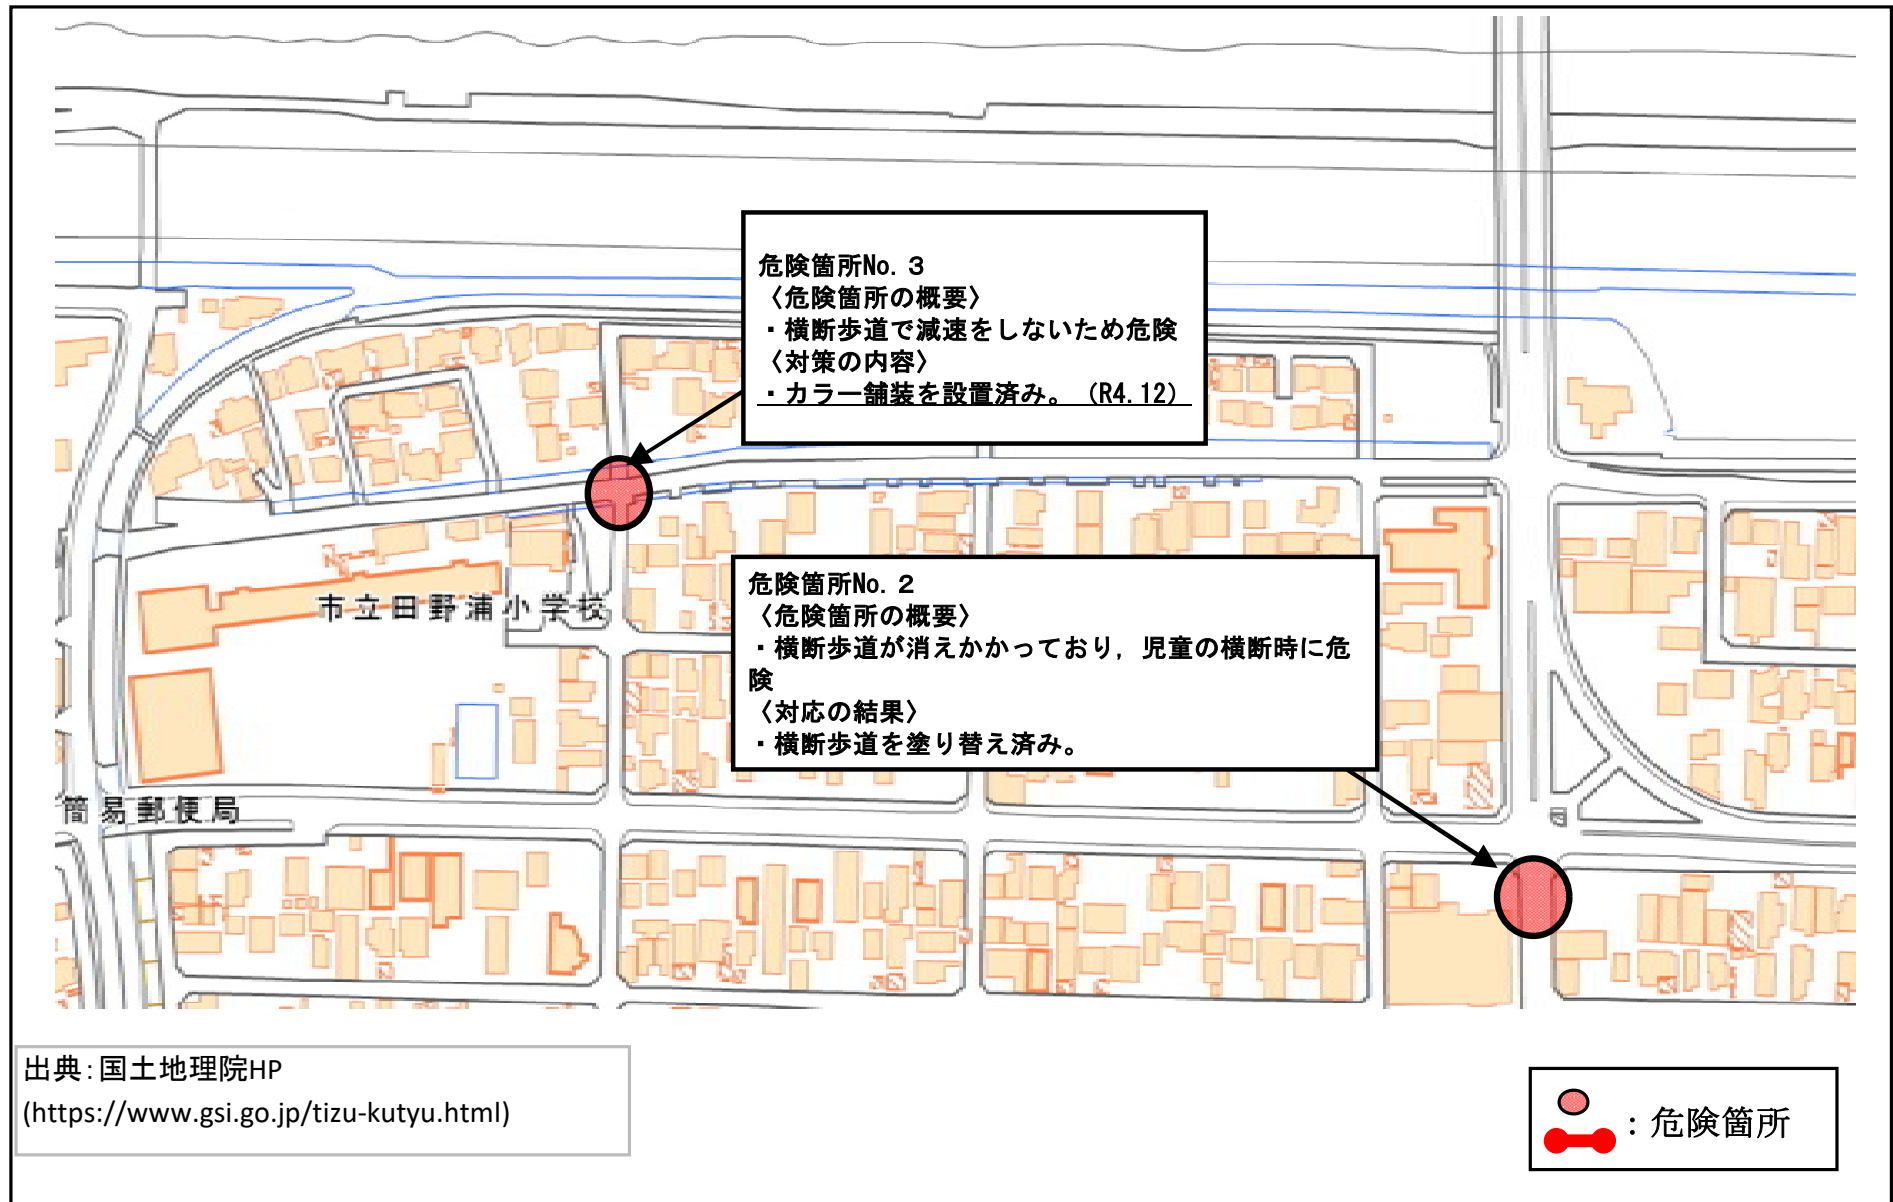 危険箇所No. 3
〈危険箇所の概要〉
・横断歩道で減速をしないため危険
〈対策の内容〉
・カラー舗装を設置済み。（R4.12）
危険箇所No. 2
〈危険箇所の概要〉
・横断歩道が消えかかっており，児童の横断時に危
険
〈対応の結果〉
・横断歩道を塗り替え済み。
市立田野浦小学校
簡易郵便局
出典：国土地理院HP
(https://www.gsi.go.jp/tizu-kutyu.html)
：危険箇所